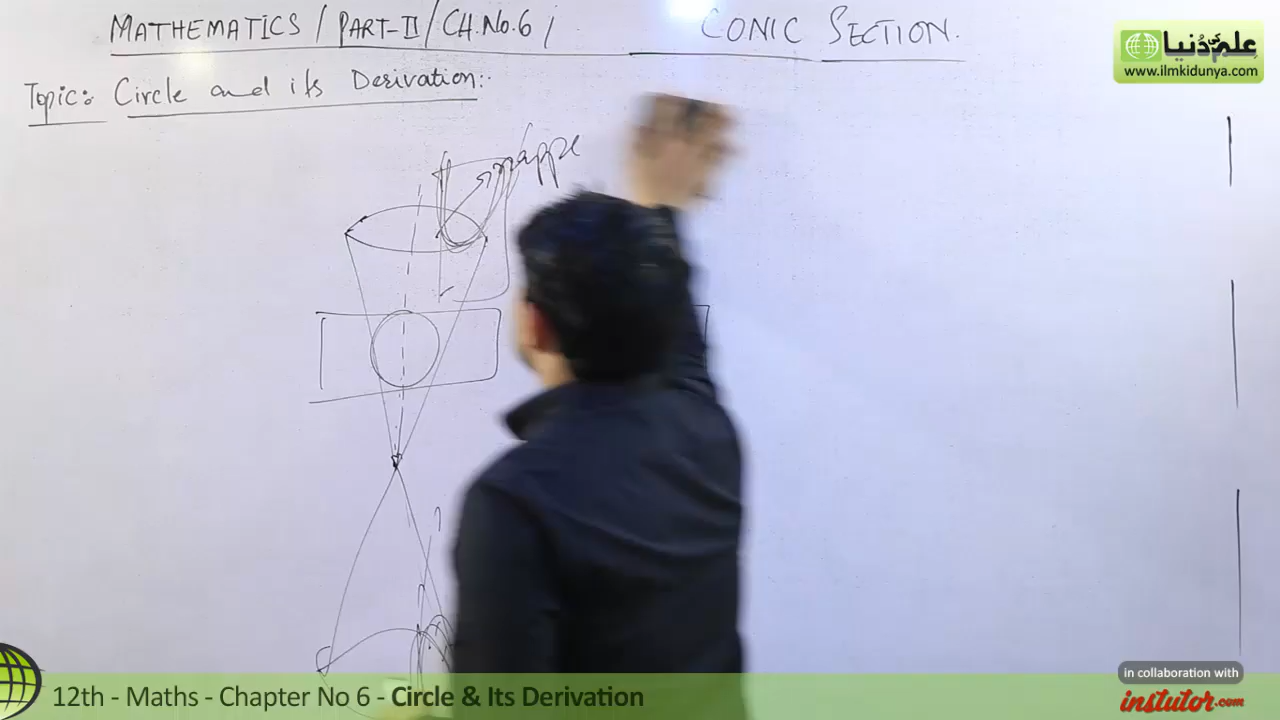 MATHEMATICS / PART-II / CH.No.6 / CONIC SECTION.
Topic: Circle and its Derivation:
nappe
علم کی دنیا
www.ilmkidunya.com
in collaboration with
instutor.com
12th - Maths - Chapter No 6 - Circle & Its Derivation